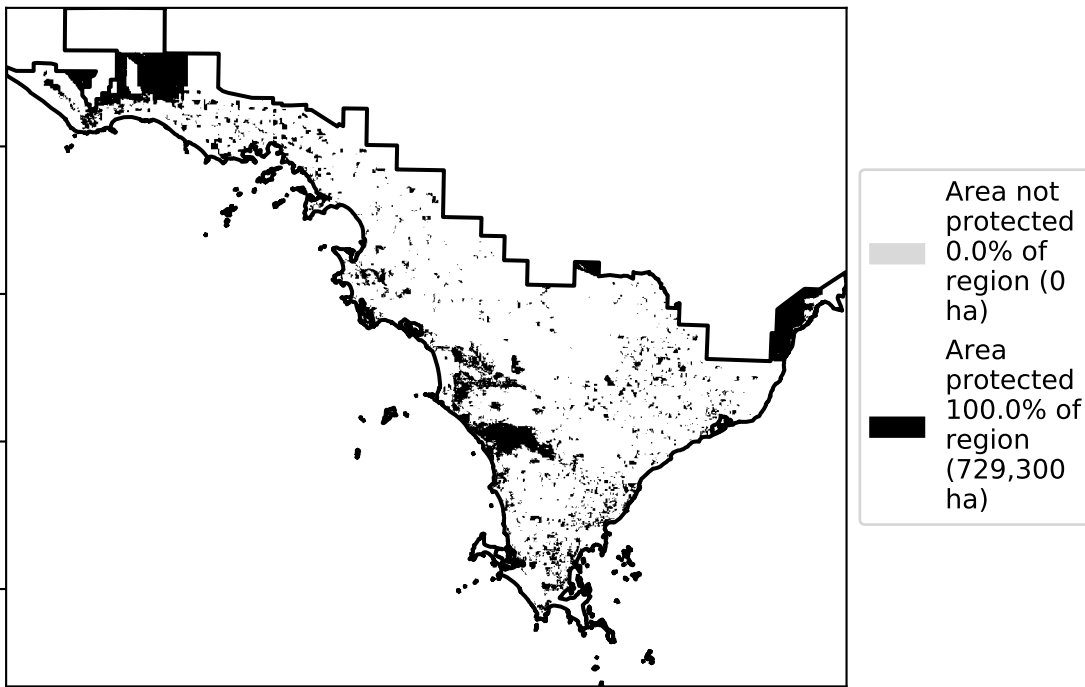 Area not
protected
0.0% of
region (0
ha)
Area
protected
100.0% of
region
(729,300
ha)